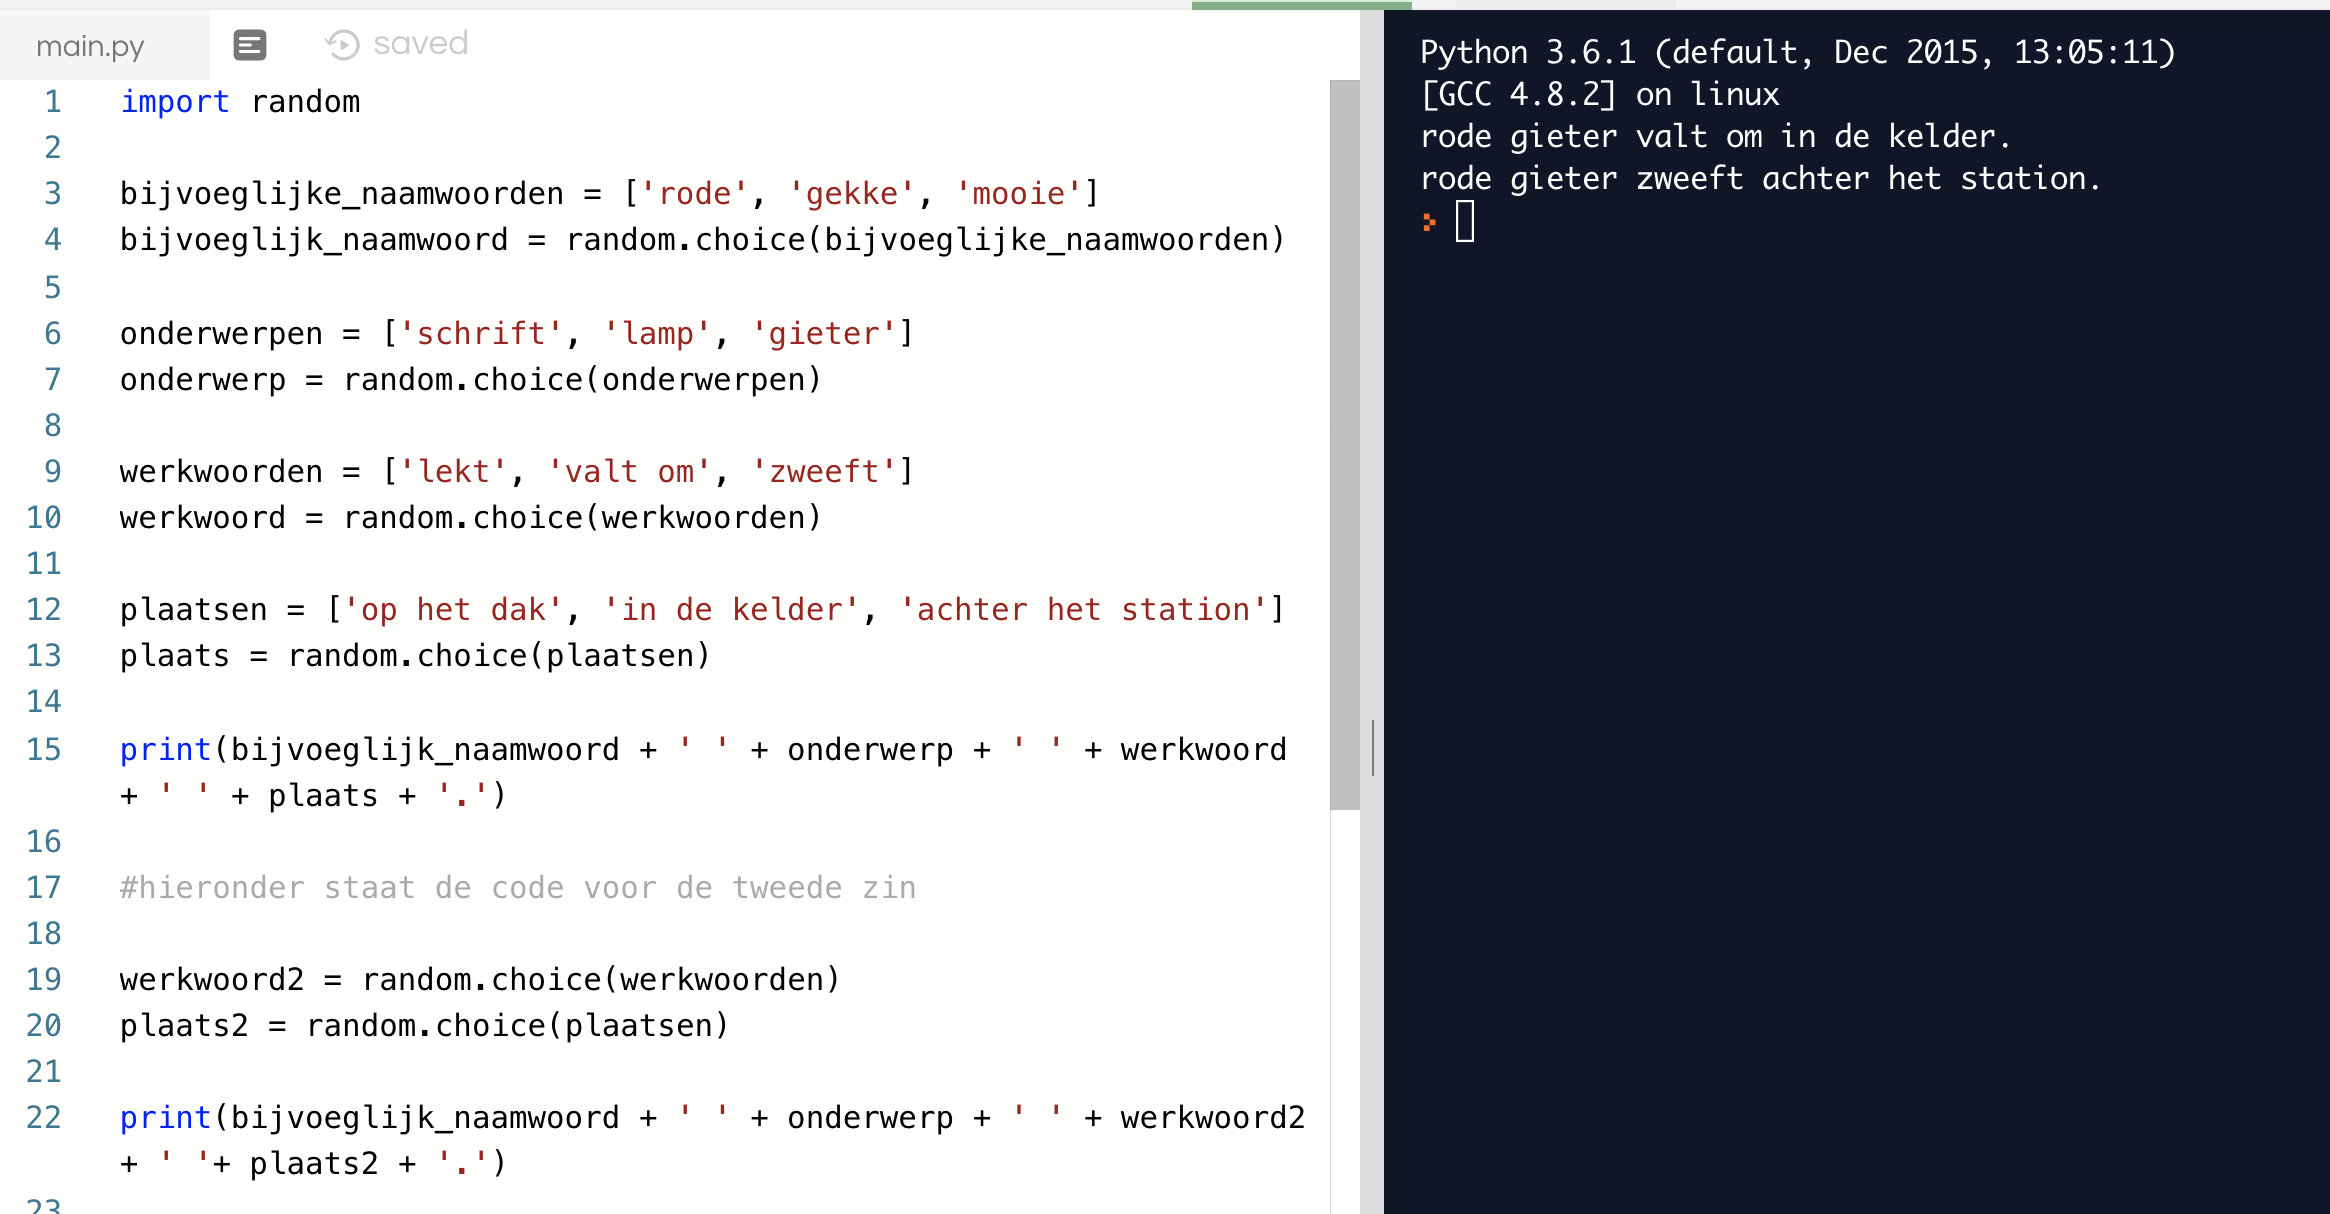 main.py saved
1 import random
2
3 bijvoeglijke_naamwoorden = ['rode', 'gekke', 'mooie']
4 bijvoeglijk_naamwoord = random.choice(bijvoeglijke_naamwoorden)
5
6 onderwerpen = ['schrift', 'lamp', 'gieter']
7 onderwerp = random.choice(onderwerpen)
8
9 werkwoorden = ['lekt', 'valt om', 'zweeft']
10 werkwoord = random.choice(werkwoorden)
11
12 plaatsen = ['op het dak', 'in de kelder', 'achter het station']
13 plaats = random.choice(plaatsen)
14
15 print(bijvoeglijk_naamwoord + ' ' + onderwerp + ' ' + werkwoord
+ ' ' + plaats + '.')
16
17 #hieronder staat de code voor de tweede zin
18
19 werkwoord2 = random.choice(werkwoorden)
20 plaats2 = random.choice(plaatsen)
21
22 print(bijvoeglijk_naamwoord + ' ' + onderwerp + ' ' + werkwoord2
+ ' '+ plaats2 + '.')
23
Python 3.6.1 (default, Dec 2015, 13:05:11)
[GCC 4.8.2] on linux
rode gieter valt om in de kelder.
rode gieter zweeft achter het station.